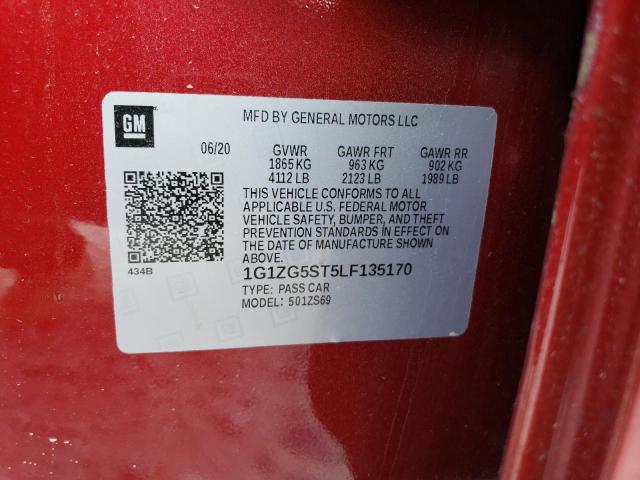 GM
MFD BY GENERAL MOTORS LLC
06/20 GVWR GAWR FRT GAWR RR
1865 KG 963 KG 902 KG
4112 LB 2123 LB 1989 LB
THIS VEHICLE CONFORMS TO ALL
APPLICABLE U.S. FEDERAL MOTOR
VEHICLE SAFETY, BUMPER, AND THEFT
PREVENTION STANDARDS IN EFFECT ON
THE DATE OF MANUFACTURE SHOWN
ABOVE.
434B
1G1ZG5ST5LF135170
TYPE: PASS CAR
MODEL: 501ZS69